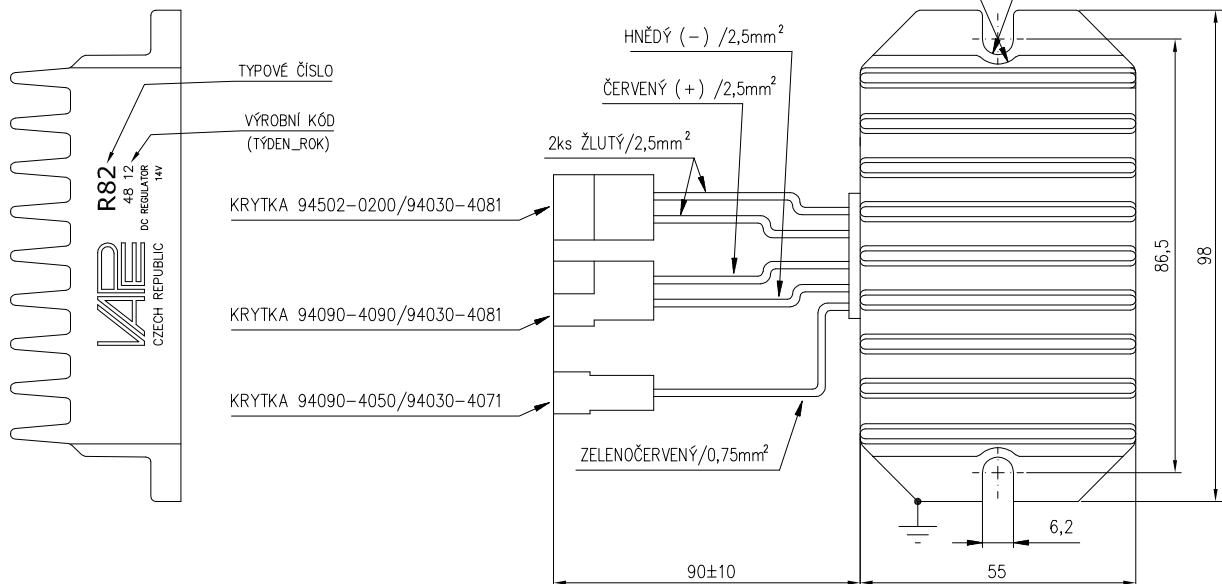 TYPOVÉ ČÍSLO
VÝROBNÍ KÓD
(TÝDEN_ROK)
R82
48 12
DC REGULATOR 14V
VAPE
CZECH REPUBLIC
HNĚDÝ (-) /2,5mm²
ČERVENÝ (+) /2,5mm²
2ks ŽLUTÝ/2,5mm²
KRYTKA 94502-0200/94030-4081
KRYTKA 94090-4090/94030-4081
KRYTKA 94090-4050/94030-4071
ZELENOČERVENÝ/0,75mm²
86,5
98
6,2
90±10
55